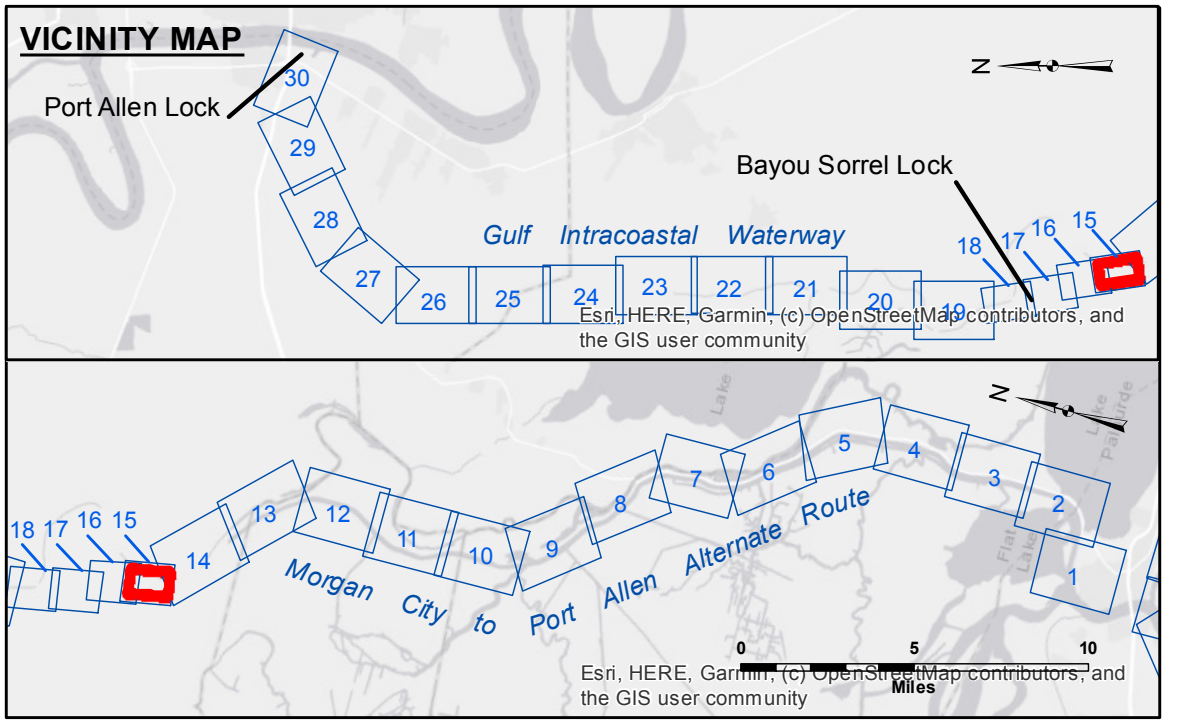 VICINITY MAP
N
30
Port Allen Lock
29
Bayou Sorrel Lock
28
Gulf Intracoastal Waterway
18 17 16 15
27 26 25 24 23 22 21 20 19
Esri, HERE, Garmin, (c) OpenStreetMap contributors, and
the GIS user community
N
Lake
Lake
5 4
7 6 3
13 12 8 2
18 17 16 15 14 11 10 9 1
Flat
Lake
Morgan City to Port Allen Alternate Route
0 5 10
Miles
Esri, HERE, Garmin, (c) OpenStreetMap contributors, and
the GIS user community